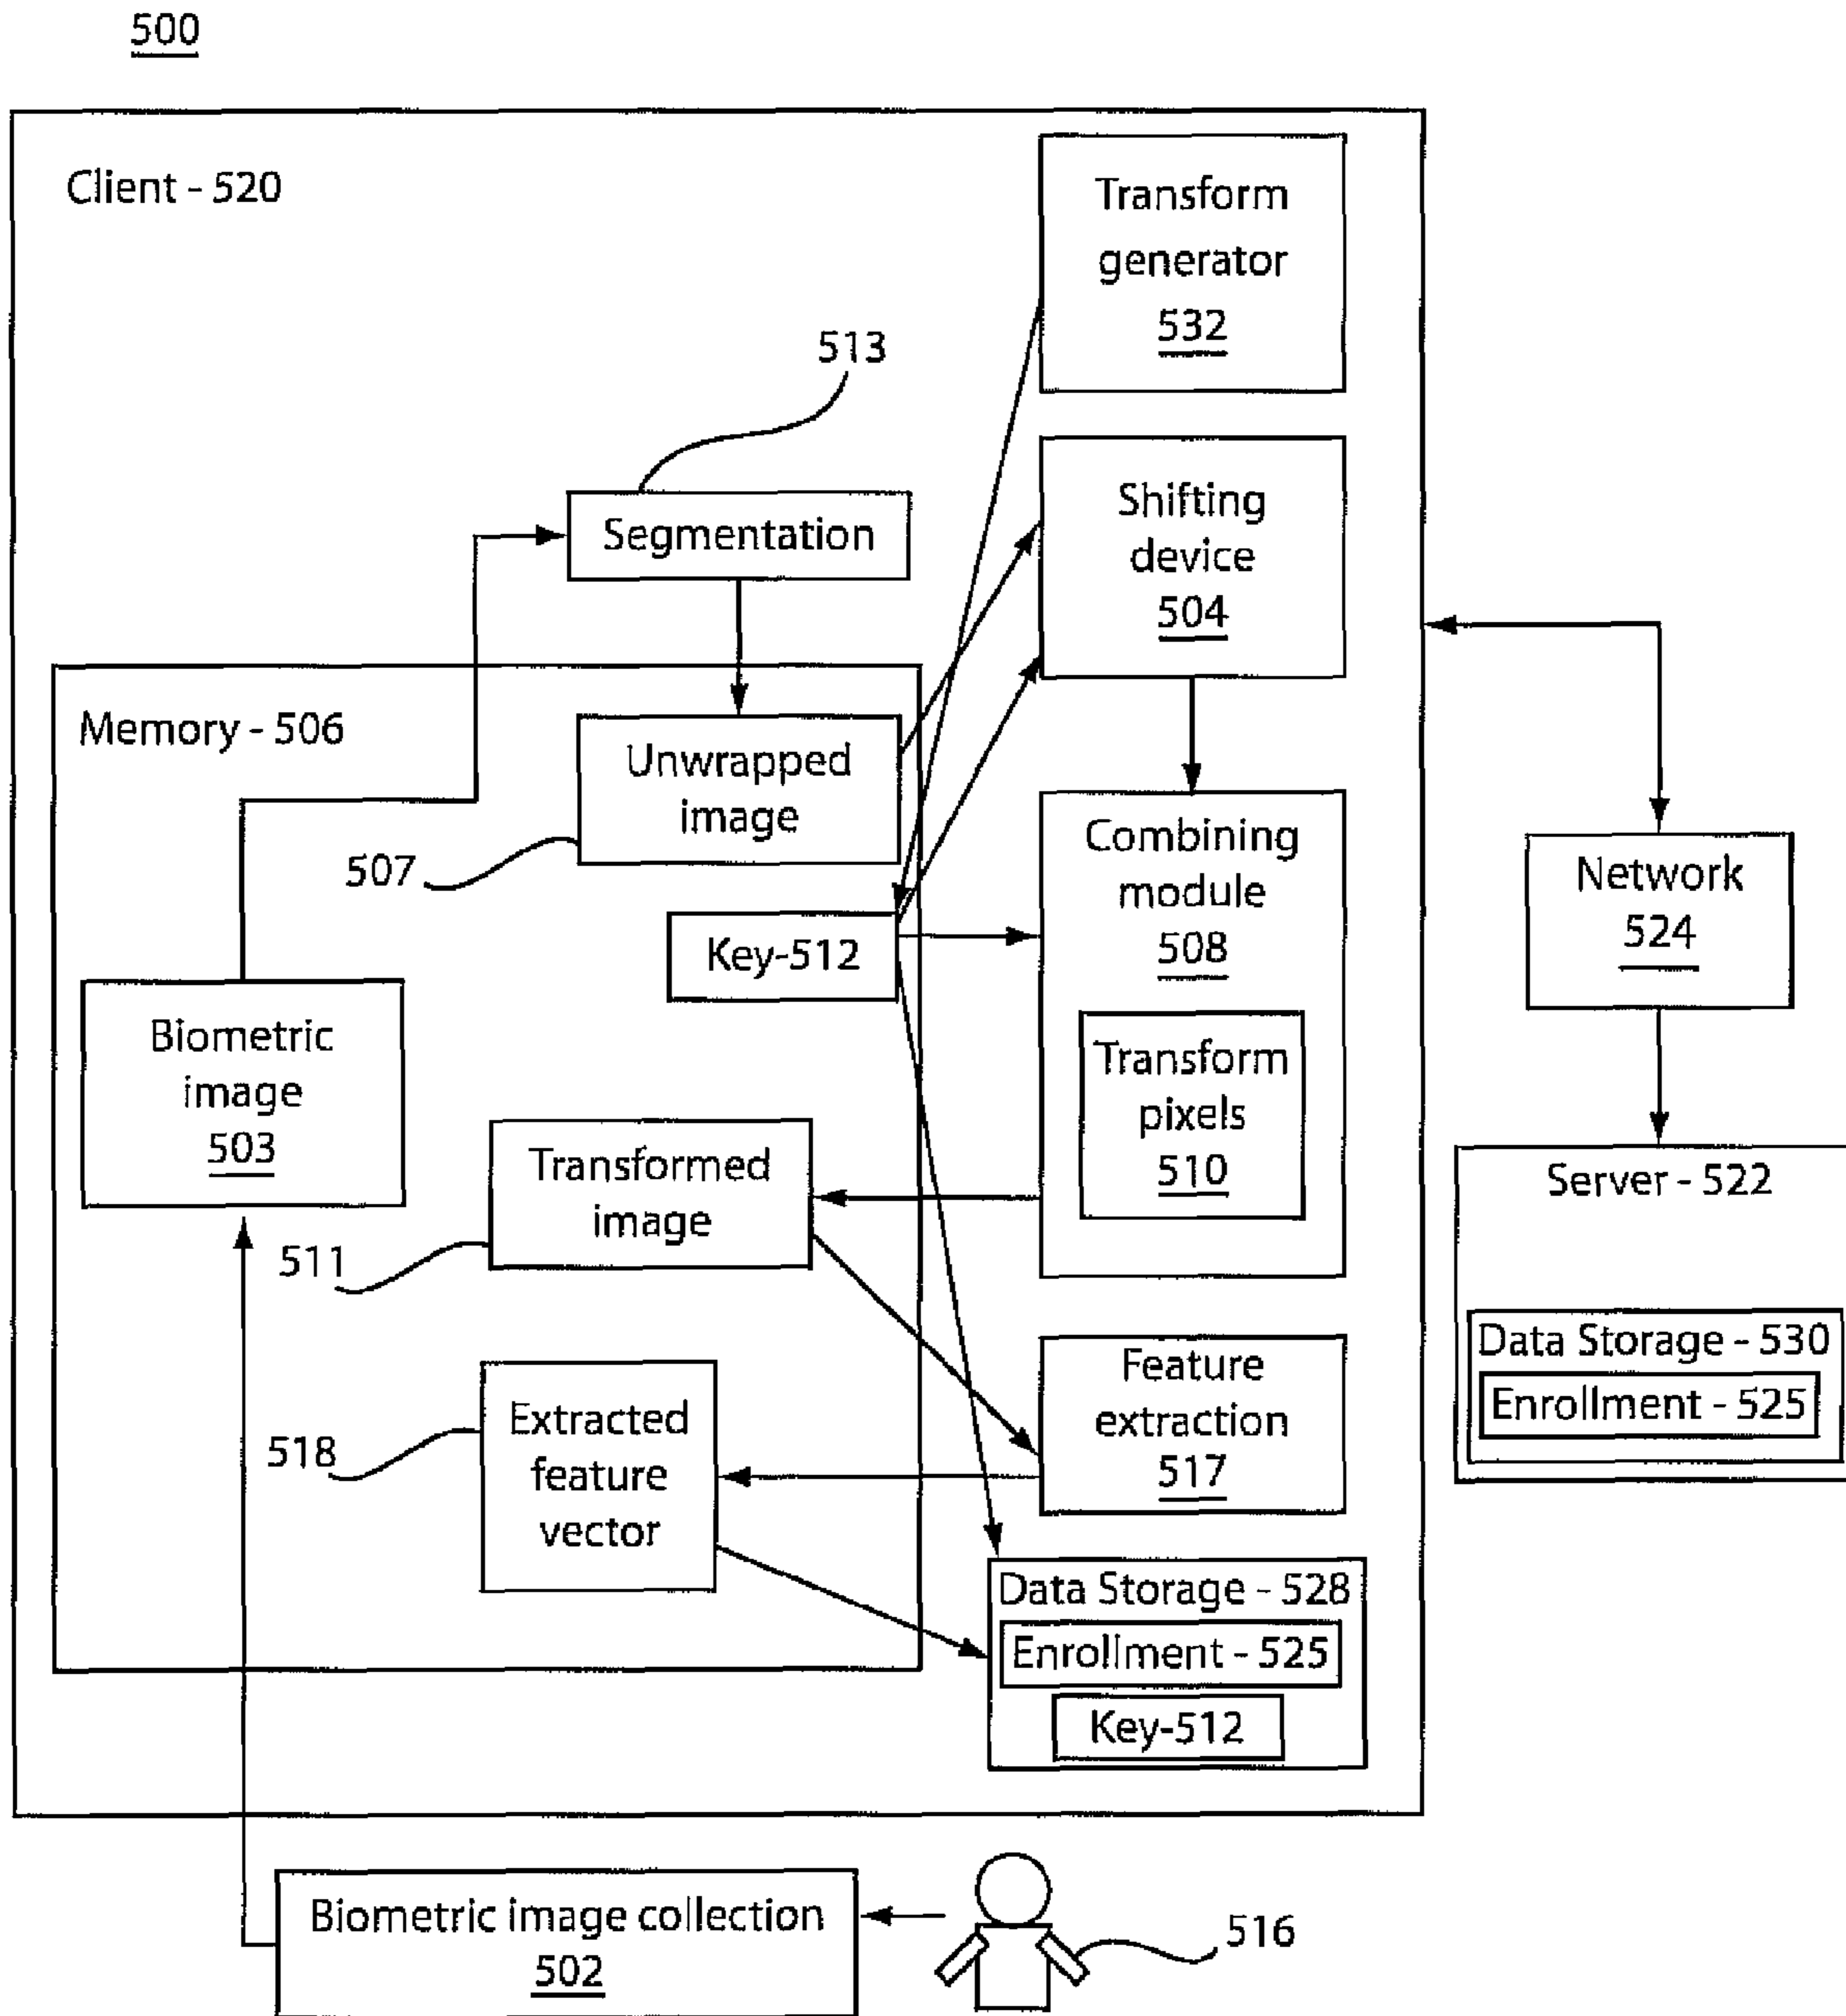 500
Client - 520
Transform
generator
532
513
Segmentation
Shifting
device
504
Memory - 506
Unwrapped
image
507
Key-512
Combining
module
508
Transform
pixels
510
Network
524
Biometric
image
503
Transformed
image
511
Server - 522
Data Storage - 530
Enrollment - 525
Feature
extraction
517
Extracted
feature
vector
518
Data Storage - 528
Enrollment - 525
Key-512
Biometric image collection
502
516